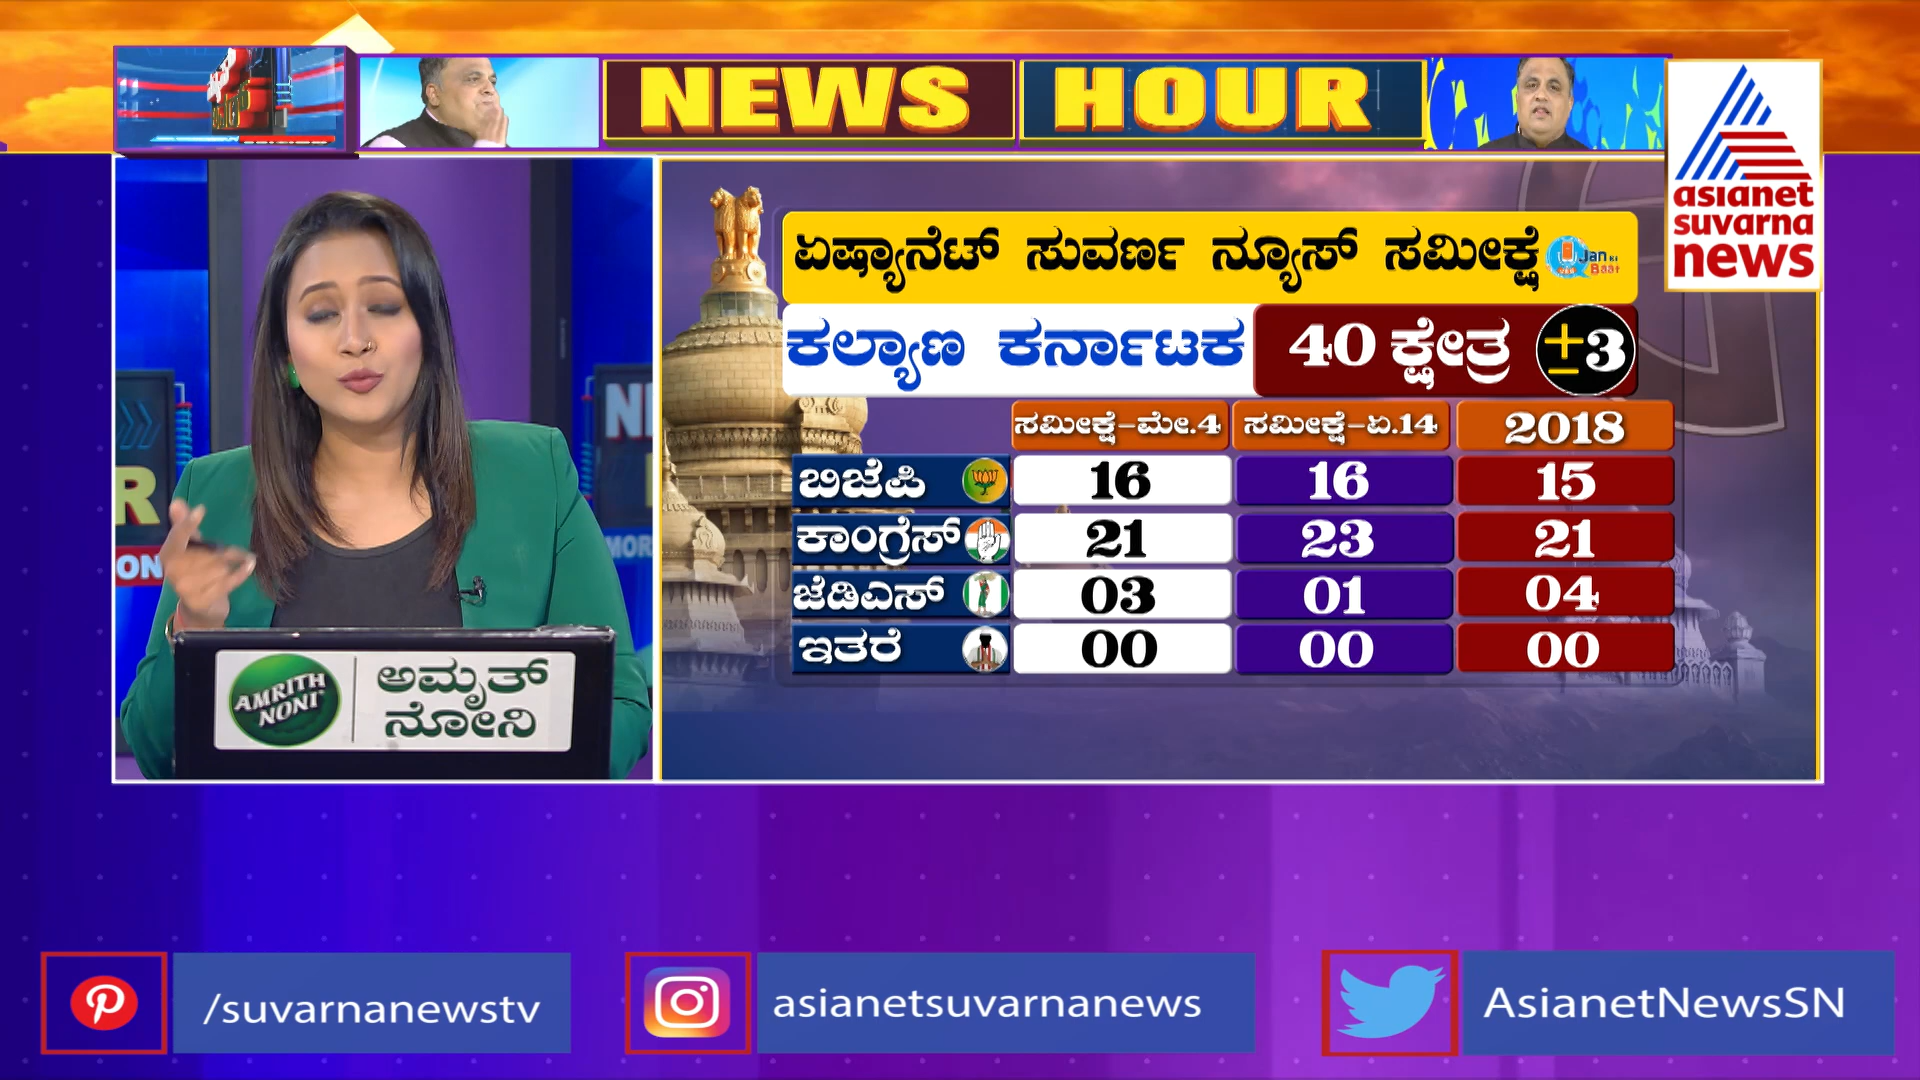 NEWS HOUR
asianet
suvarna
news
ಏಷ್ಯಾನೆಟ್ ಸುವರ್ಣ ನ್ಯೂಸ್ ಸಮೀಕ್ಷೆ Jan Ki
Baat
ಕಲ್ಯಾಣ ಕರ್ನಾಟಕ 40 ಕ್ಷೇತ್ರ ±3
ಸಮೀಕ್ಷೆ-ಮೇ.4 ಸಮೀಕ್ಷೆ-ಏ.14 2018
ಬಿಜೆಪಿ 16 16 15
ಕಾಂಗ್ರೆಸ್ 21 23 21
ಜೆಡಿಎಸ್ 03 01 04
ಇತರೆ 00 00 00
AMRITH
NONI
ಅಮೃತ್
ನೋನಿ
/suvarnanewstv
asianetsuvarnanews
AsianetNewsSN